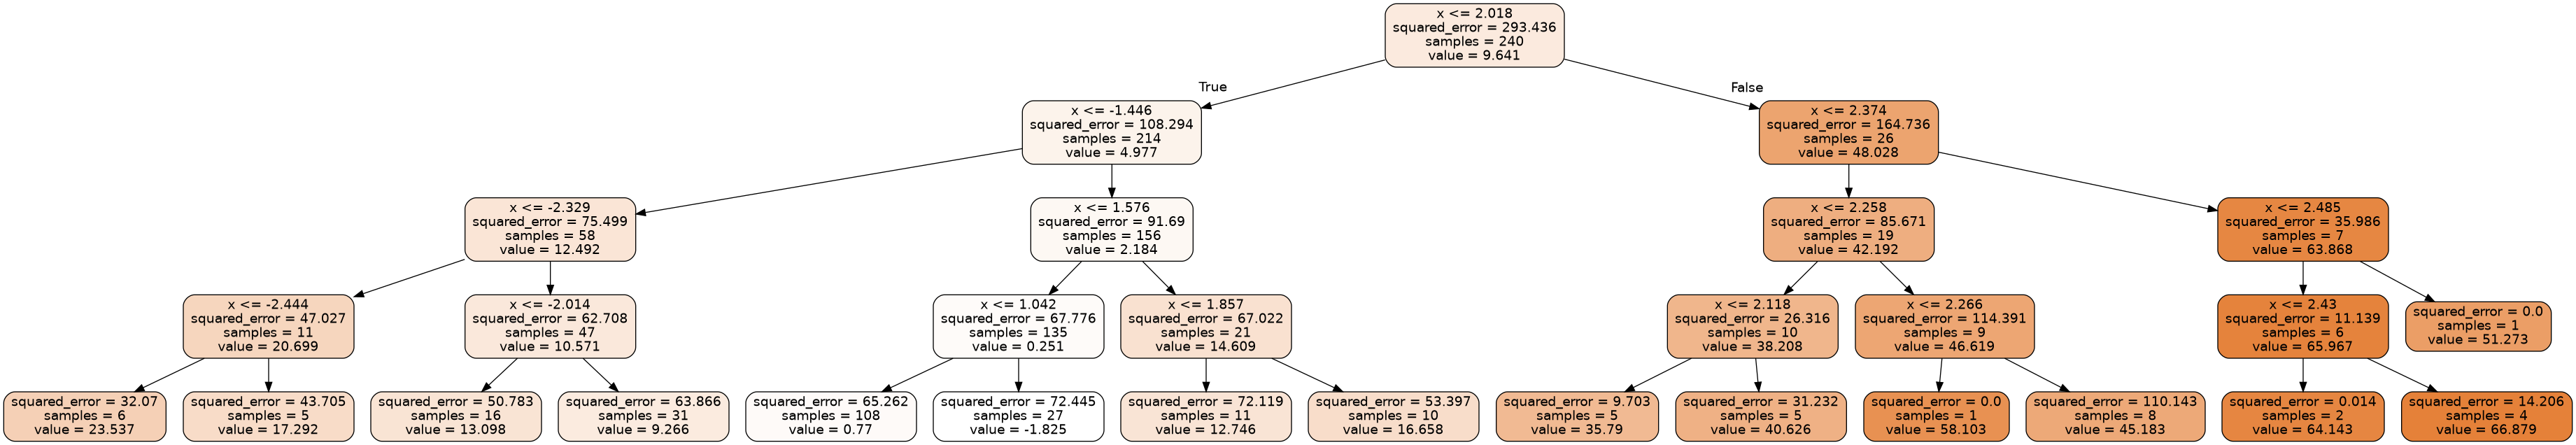 x <= 2.018
squared_error = 293.436
samples = 240
value = 9.641
True
False
x <= -1.446
squared_error = 108.294
samples = 214
value = 4.977
x <= 2.374
squared_error = 164.736
samples = 26
value = 48.028
x <= -2.329
squared_error = 75.499
samples = 58
value = 12.492
x <= 1.576
squared_error = 91.69
samples = 156
value = 2.184
x <= 2.258
squared_error = 85.671
samples = 19
value = 42.192
x <= 2.485
squared_error = 35.986
samples = 7
value = 63.868
x <= -2.444
squared_error = 47.027
samples = 11
value = 20.699
x <= -2.014
squared_error = 62.708
samples = 47
value = 10.571
x <= 1.042
squared_error = 67.776
samples = 135
value = 0.251
x <= 1.857
squared_error = 67.022
samples = 21
value = 14.609
x <= 2.118
squared_error = 26.316
samples = 10
value = 38.208
x <= 2.266
squared_error = 114.391
samples = 9
value = 46.619
x <= 2.43
squared_error = 11.139
samples = 6
value = 65.967
squared_error = 0.0
samples = 1
value = 51.273
squared_error = 32.07
samples = 6
value = 23.537
squared_error = 43.705
samples = 5
value = 17.292
squared_error = 50.783
samples = 16
value = 13.098
squared_error = 63.866
samples = 31
value = 9.266
squared_error = 65.262
samples = 108
value = 0.77
squared_error = 72.445
samples = 27
value = -1.825
squared_error = 72.119
samples = 11
value = 12.746
squared_error = 53.397
samples = 10
value = 16.658
squared_error = 9.703
samples = 5
value = 35.79
squared_error = 31.232
samples = 5
value = 40.626
squared_error = 0.0
samples = 1
value = 58.103
squared_error = 110.143
samples = 8
value = 45.183
squared_error = 0.014
samples = 2
value = 64.143
squared_error = 14.206
samples = 4
value = 66.879